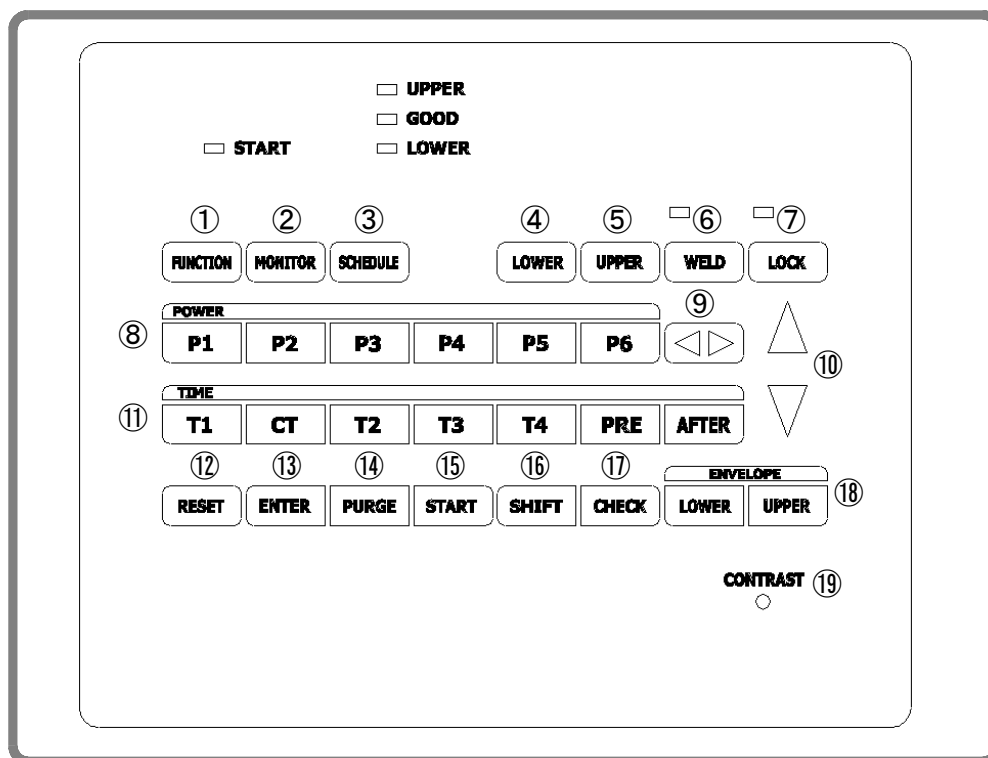 UPPER
GOOD
START LOWER
① ② ③ ④ ⑤ ⑥ ⑦
FUNCTION MONITOR SCHEDULE LOWER UPPER WELD LOCK
POWER ⑨
⑧ P1 P2 P3 P4 P5 P6
⑩
TIME
⑪ T1 CT T2 T3 T4 PRE AFTER
⑫ ⑬ ⑭ ⑮ ⑯ ⑰ ENVELOPE
RESET ENTER PURGE START SHIFT CHECK LOWER UPPER ⑱
CONTRAST ⑲